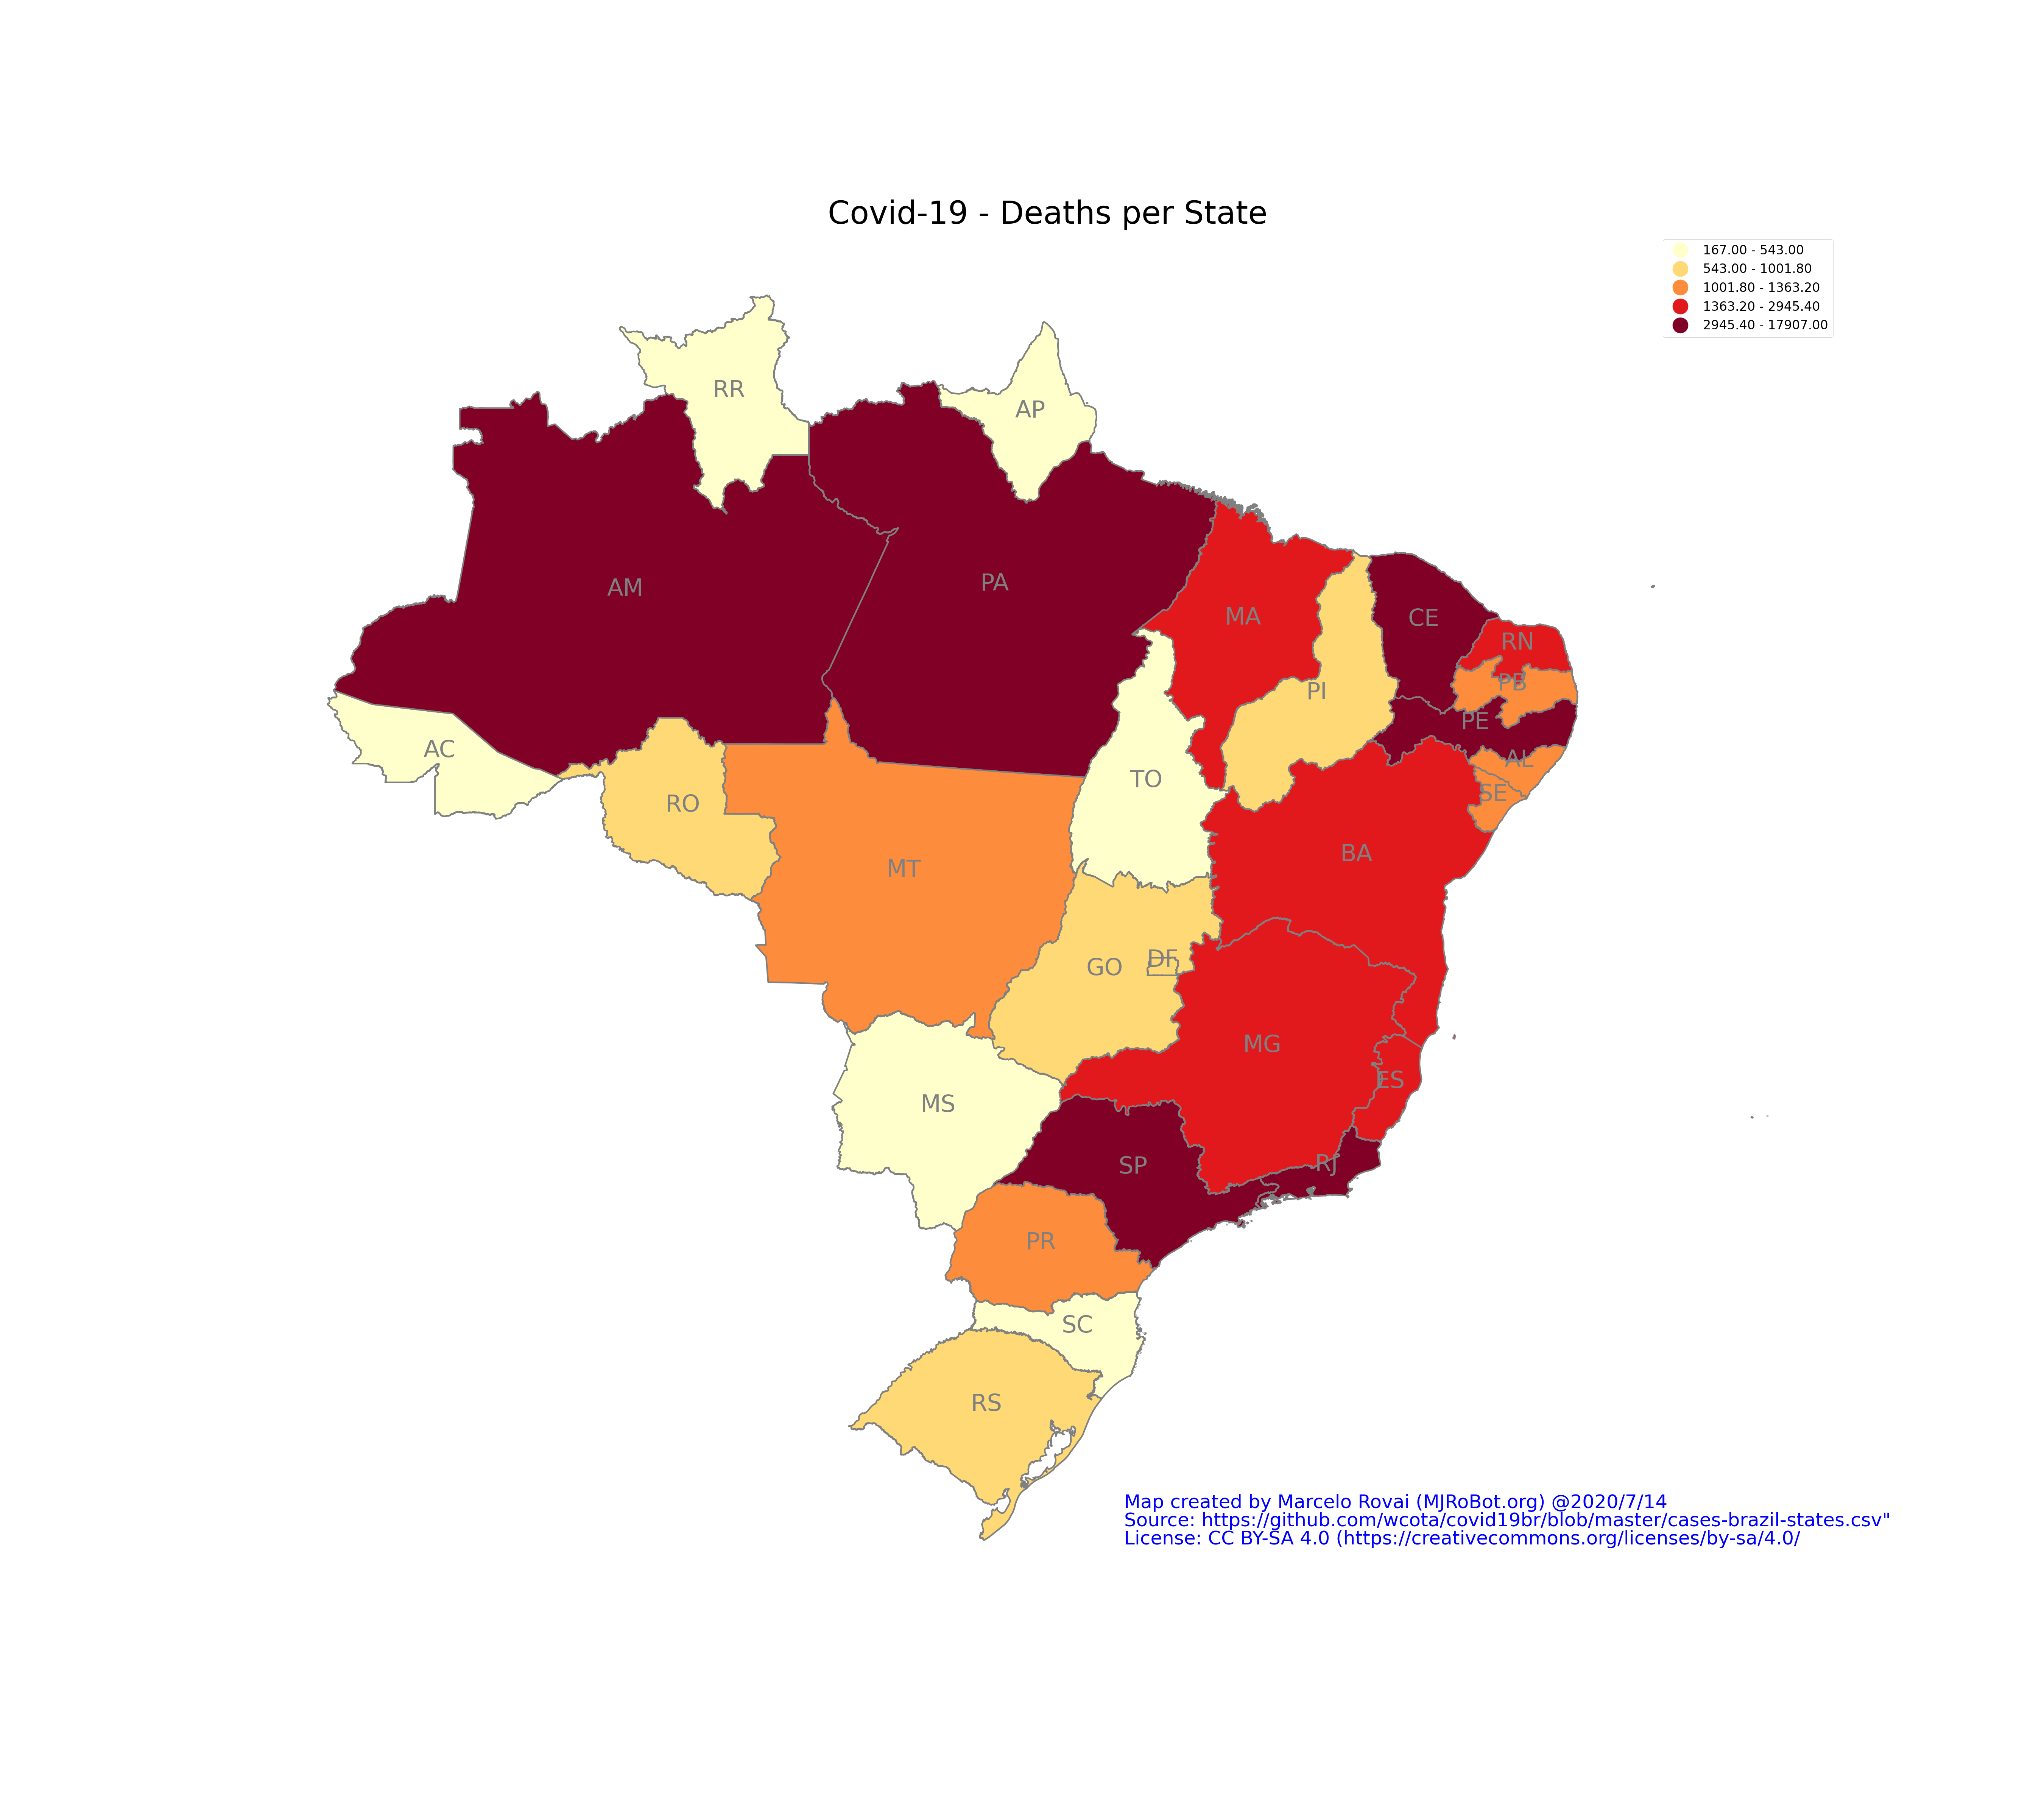 Covid-19 - Deaths per State
167.00 - 543.00
543.00 - 1001.80
1001.80 - 1363.20
1363.20 - 2945.40
2945.40 - 17907.00
RR
AP
AM
PA
MA
CE
RN
PB
PI
PE
AC
AL
TO
SE
RO
BA
MT
DF
GO
MG
ES
MS
RJ
SP
PR
SC
RS
Map created by Marcelo Rovai (MJRoBot.org) @2020/7/14
Source: https://github.com/wcota/covid19br/blob/master/cases-brazil-states.csv"
License: CC BY-SA 4.0 (https://creativecommons.org/licenses/by-sa/4.0/